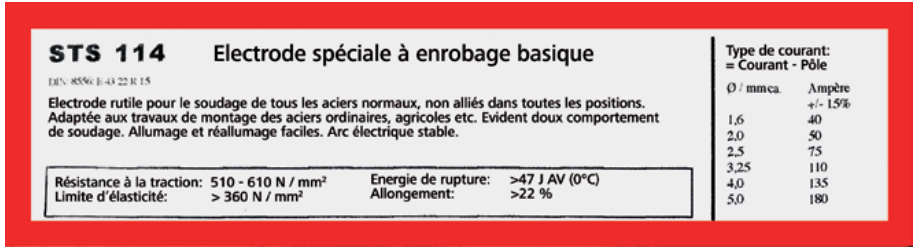 STS 114 Electrode spéciale à enrobage basique
DIN: 8556: E 43 22 R 15
Electrode rutile pour le soudage de tous les aciers normaux, non alliés dans toutes les positions.
Adaptée aux travaux de montage des aciers ordinaires, agricoles etc. Evident doux comportement
de soudage. Allumage et réallumage faciles. Arc électrique stable.
Résistance à la traction: 510 - 610 N / mm² Energie de rupture: >47 J AV (0°C)
Limite d'élasticité: > 360 N / mm² Allongement: >22 %
Type de courant:
= Courant - Pôle
Ø / mmca. Ampère
+/- 15%
1,6 40
2,0 50
2,5 75
3,25 110
4,0 135
5,0 180